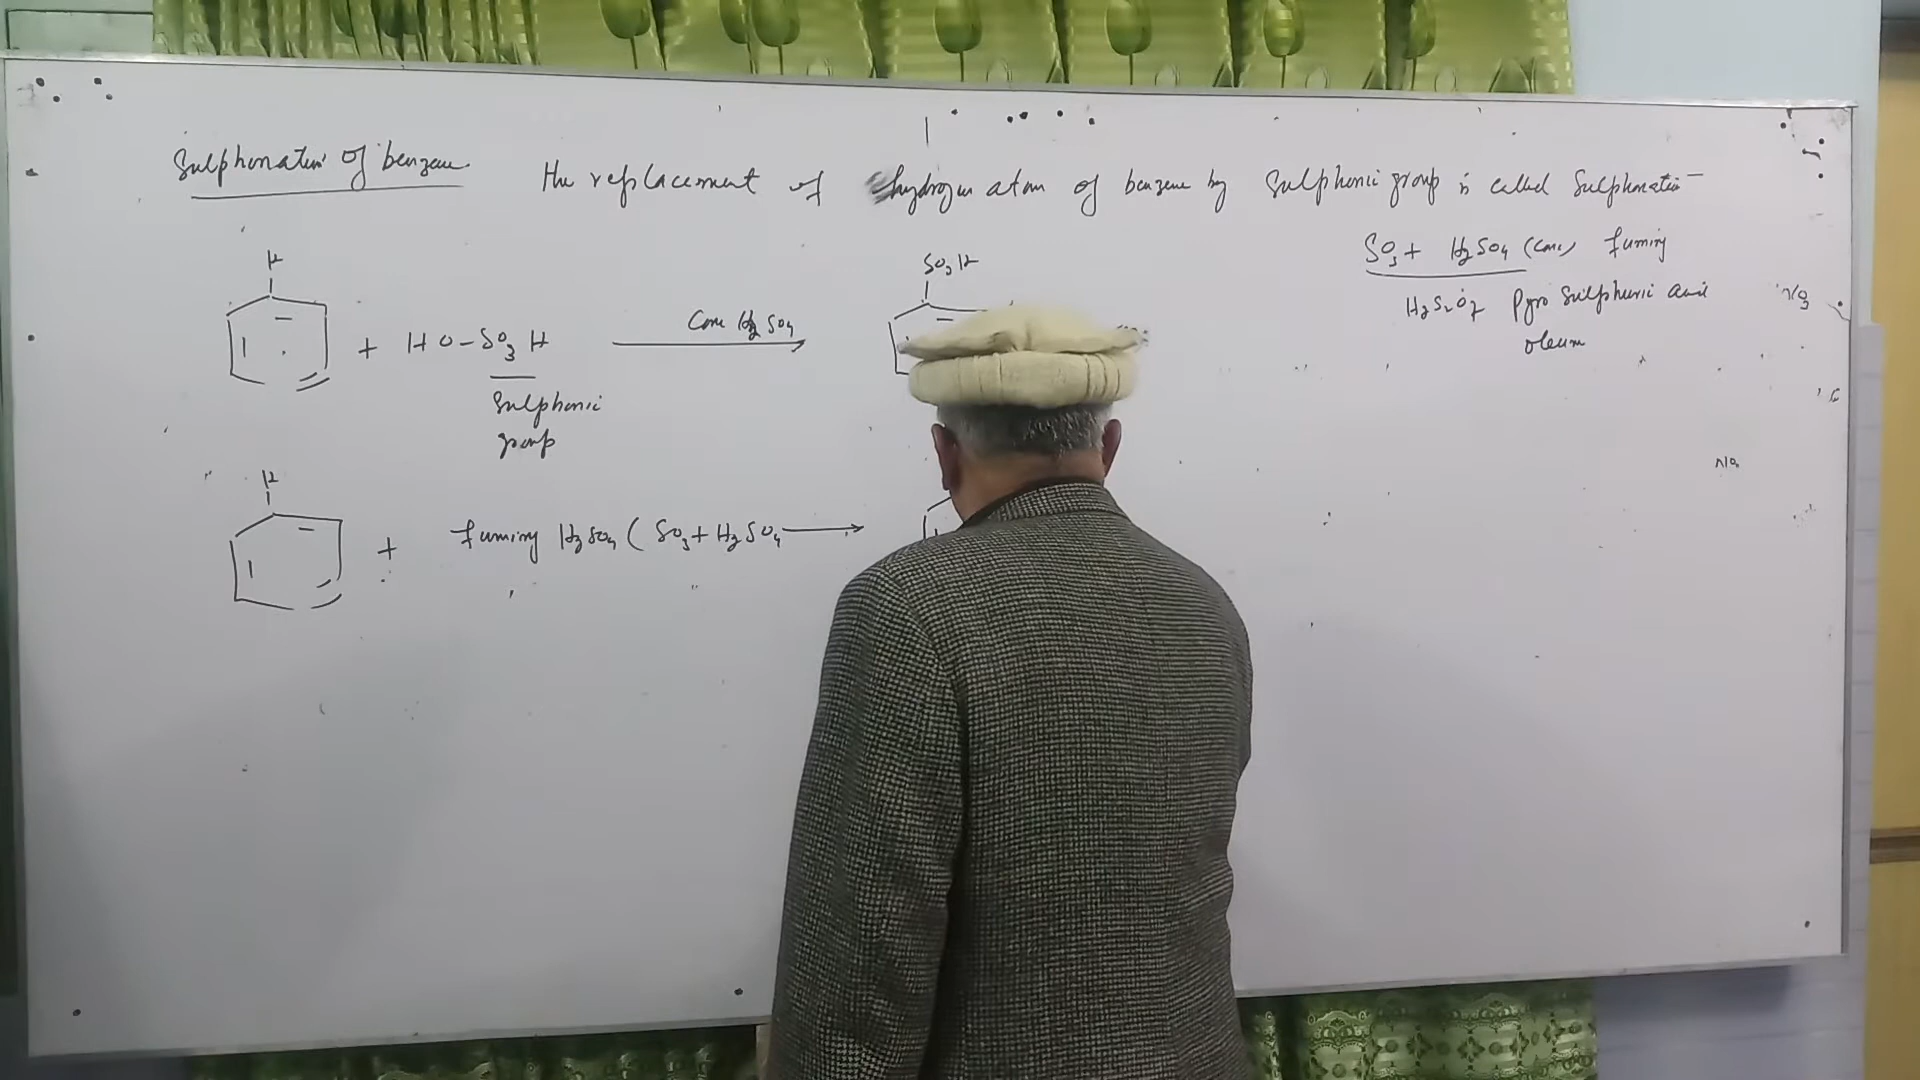 Sulphonation of benzene The replacement of hydrogen atom of benzene by Sulphonic group is called Sulphonation
SO3 + H2SO4 (Conc) fuming
H2S2O7 Pyro Sulphuric acid
oleum
H
+ HO-SO3H Conc H2SO4 SO3H
Sulphonic
group
H
+ fuming H2SO4 ( SO3 + H2SO4